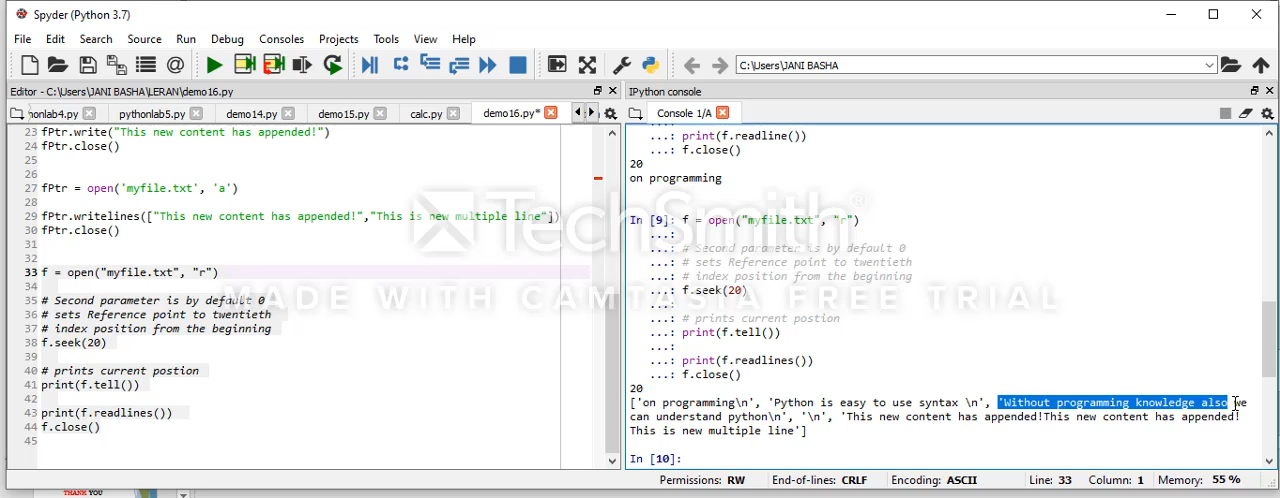 Spyder (Python 3.7)
File Edit Search Source Run Debug Consoles Projects Tools View Help
C:\Users\JANI BASHA
Editor - C:\Users\JANI BASHA\LERAN\demo16.py
IPython console
honlab4.py pythonlab5.py demo14.py demo15.py calc.py demo16.py*
Console 1/A
23 fPtr.write("This new content has appended!")
24 fPtr.close()
25
26
27 fPtr = open('myfile.txt', 'a')
28
29 fPtr.writelines(["This new content has appended!","This is new multiple line"])
30 fPtr.close()
31
32
33 f = open("myfile.txt", "r")
34
35 # Second parameter is by default 0
36 # sets Reference point to twentieth
37 # index position from the beginning
38 f.seek(20)
39
40 # prints current postion
41 print(f.tell())
42
43 print(f.readlines())
44 f.close()
45
...:
...: print(f.readline())
...: f.close()
20
on programming
In [9]: f = open("myfile.txt", "r")
...:
...: # Second parameter is by default 0
...: # sets Reference point to twentieth
...: # index position from the beginning
...: f.seek(20)
...:
...: # prints current postion
...: print(f.tell())
...:
...: print(f.readlines())
...: f.close()
20
['on programming\n', 'Python is easy to use syntax \n', 'Without programming knowledge also we
can understand python\n', '\n', 'This new content has appended!This new content has appended!
This is new multiple line']
In [10]:
TechSmith®
MADE WITH CAMTASIA FREE TRIAL
Permissions: RW End-of-lines: CRLF Encoding: ASCII Line: 33 Column: 1 Memory: 55 %
THANK YOU